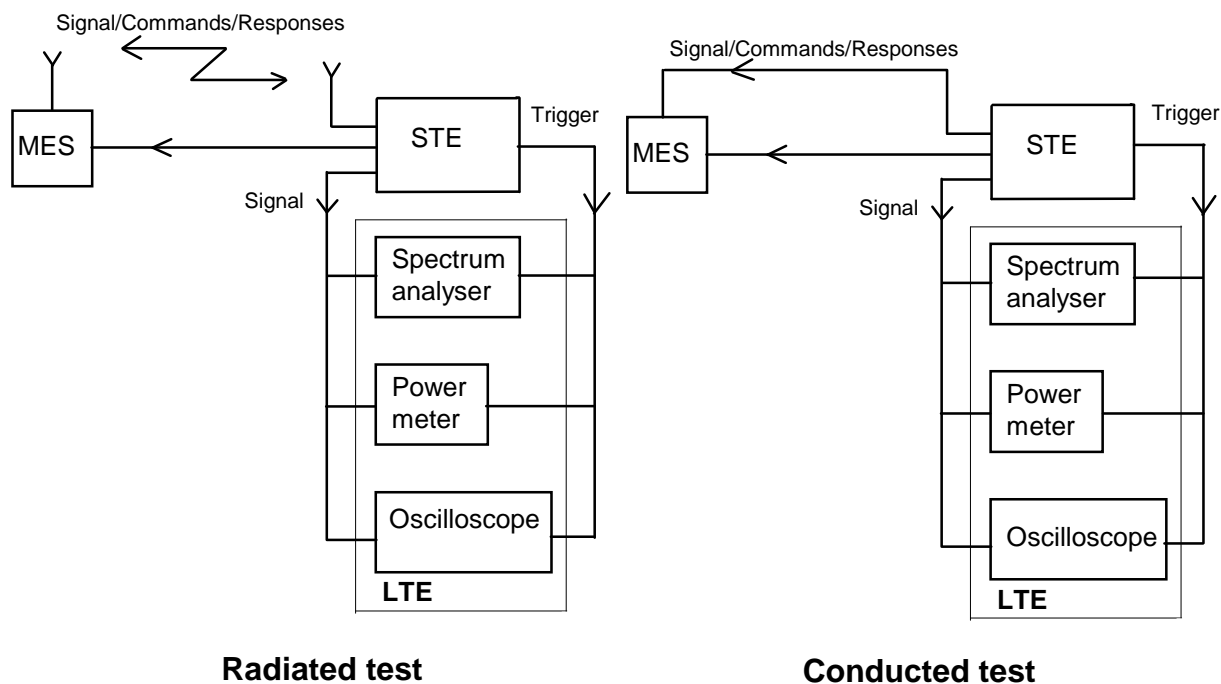 Signal/Commands/Responses
MES
STE
Trigger
Signal
Spectrum
analyser
Power
meter
Oscilloscope
LTE
Radiated test
Signal/Commands/Responses
MES
STE
Trigger
Signal
Spectrum
analyser
Power
meter
Oscilloscope
LTE
Conducted test